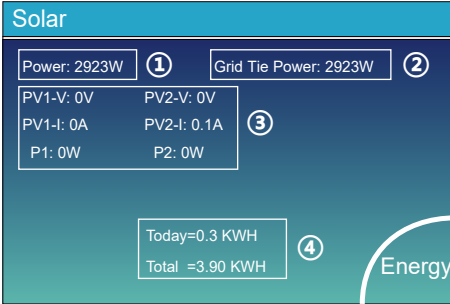 Solar
Power: 2923W ① Grid Tie Power: 2923W ②
PV1-V: 0V PV2-V: 0V
PV1-I: 0A PV2-I: 0.1A ③
P1: 0W P2: 0W
Today=0.3 KWH
④
Total =3.90 KWH
Energy